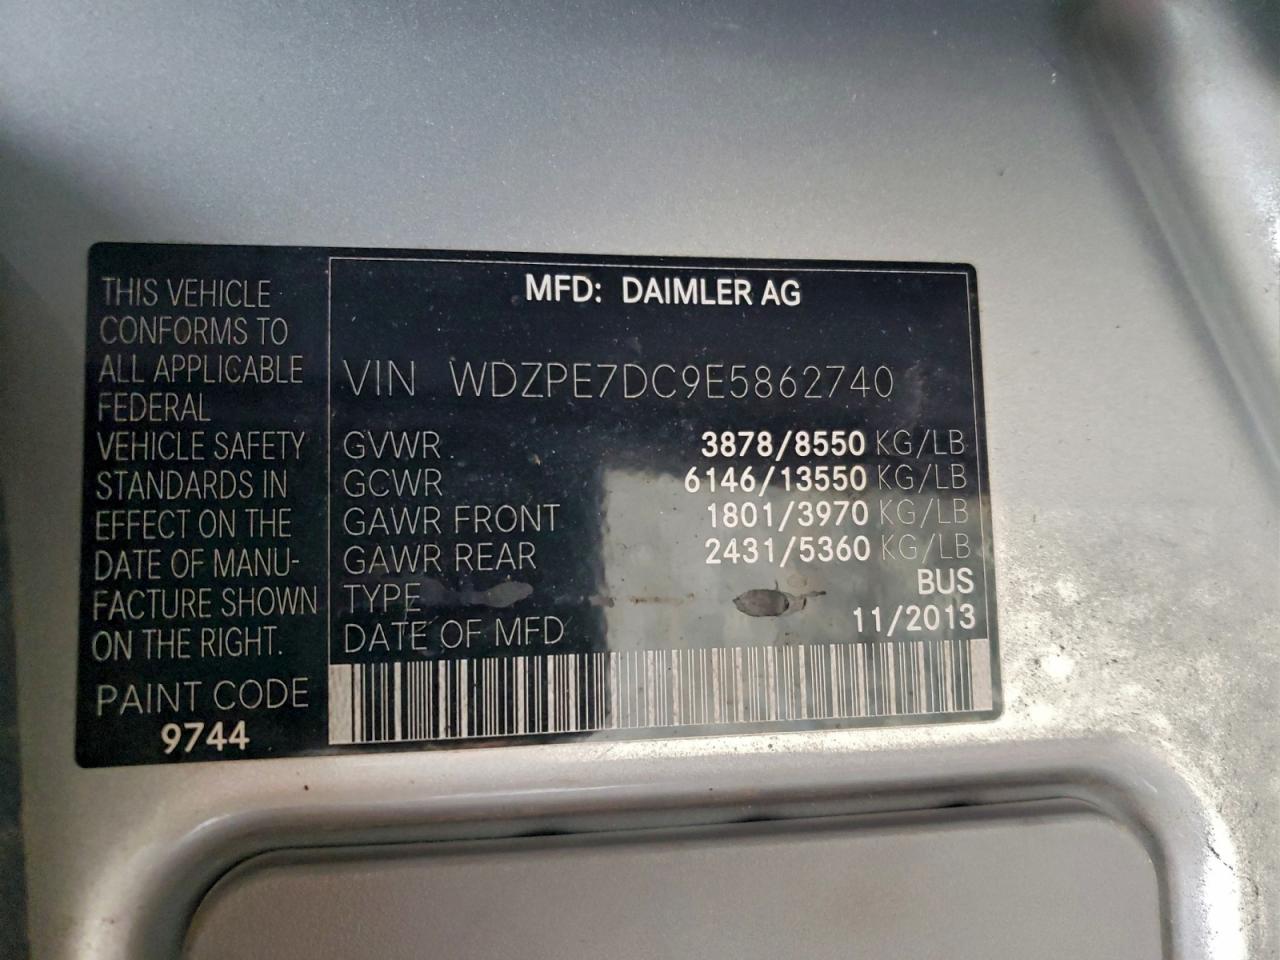 THIS VEHICLE
CONFORMS TO
ALL APPLICABLE
FEDERAL
VEHICLE SAFETY
STANDARDS IN
EFFECT ON THE
DATE OF MANU-
FACTURE SHOWN
ON THE RIGHT.
PAINT CODE
9744
MFD: DAIMLER AG
VIN WDZPE7DC9E5862740
GVWR 3878/8550 KG/LB
GCWR 6146/13550 KG/LB
GAWR FRONT 1801/3970 KG/LB
GAWR REAR 2431/5360 KG/LB
TYPE BUS
DATE OF MFD 11/2013